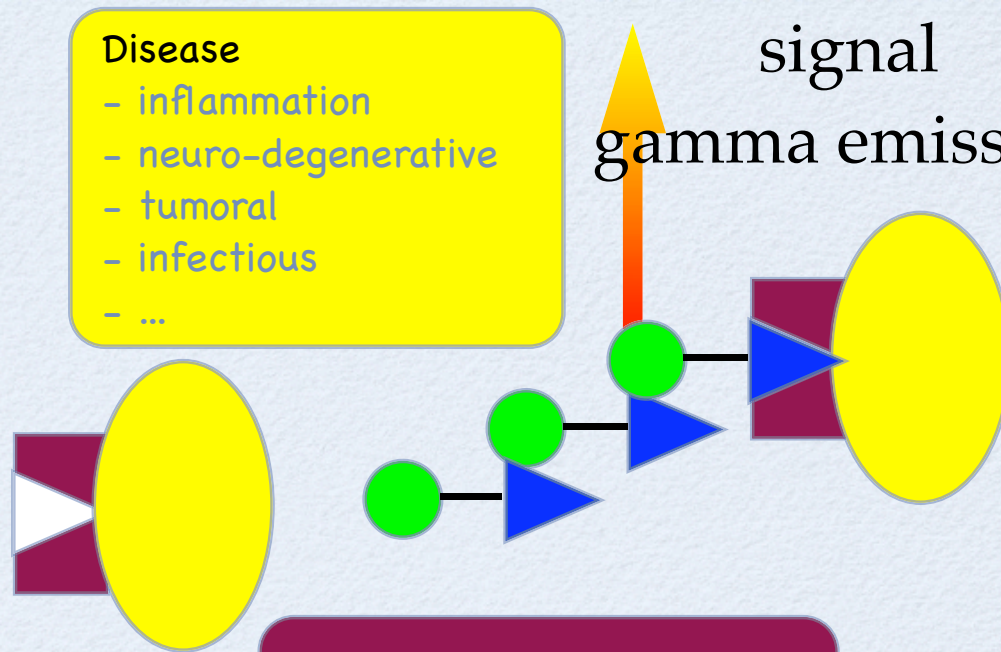 Disease
- inflammation
- neuro-degenerative
- tumoral
- infectious
- ...
signal
gamma emiss